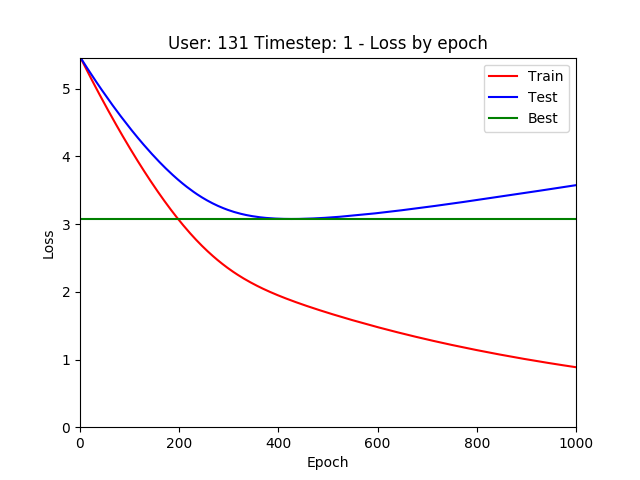 User: 131 Timestep: 1 - Loss by epoch
Train
Test
Best
5
4
3
2
1
0
Loss
0 200 400 600 800 1000
Epoch